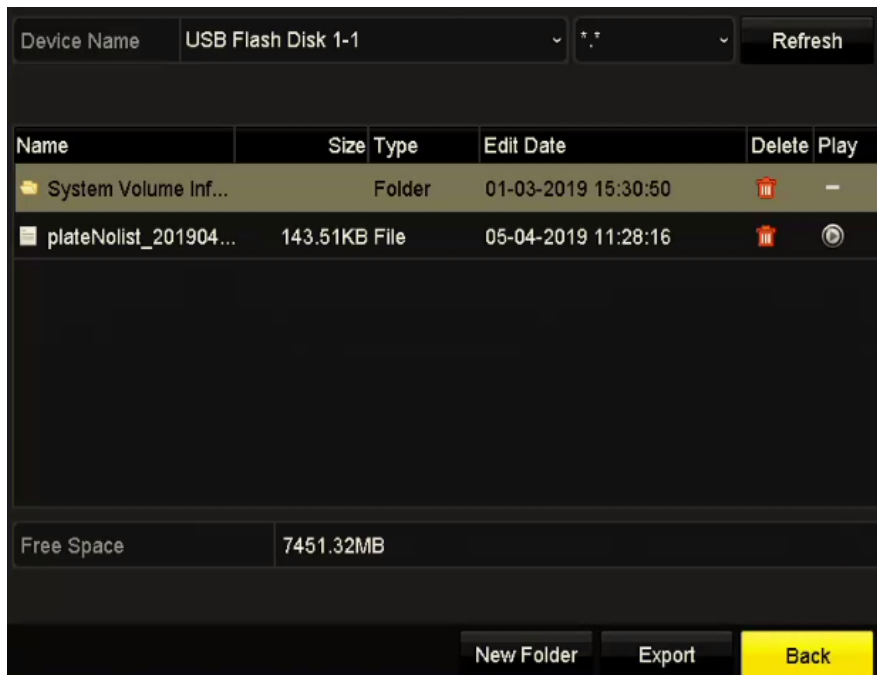 Device Name USB Flash Disk 1-1 *.* Refresh
Name Size Type Edit Date Delete Play
System Volume Inf... Folder 01-03-2019 15:30:50 –
plateNolist_201904... 143.51KB File 05-04-2019 11:28:16
Free Space 7451.32MB
New Folder Export Back